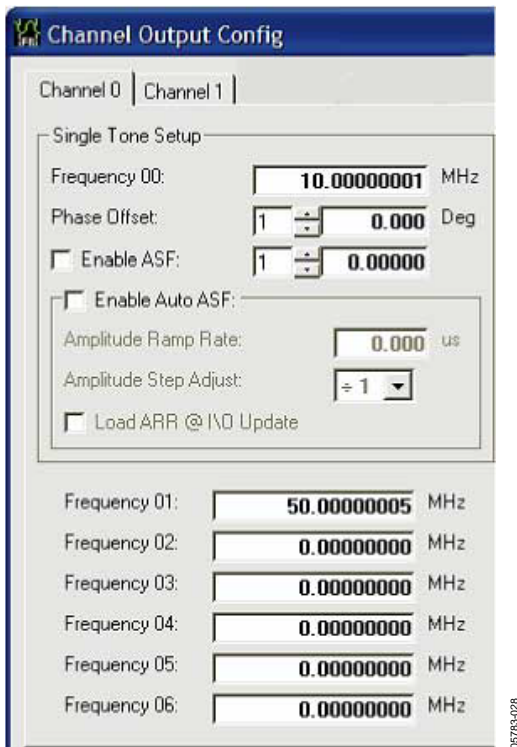 Channel Output Config
Channel 0 Channel 1
Single Tone Setup
Frequency 00: 10.00000001 MHz
Phase Offset: 1 0.000 Deg
Enable ASF: 1 0.00000
Enable Auto ASF:
Amplitude Ramp Rate: 0.000 us
Amplitude Step Adjust: ÷ 1
Load ARR @ I\O Update
Frequency 01: 50.00000005 MHz
Frequency 02: 0.00000000 MHz
Frequency 03: 0.00000000 MHz
Frequency 04: 0.00000000 MHz
Frequency 05: 0.00000000 MHz
Frequency 06: 0.00000000 MHz